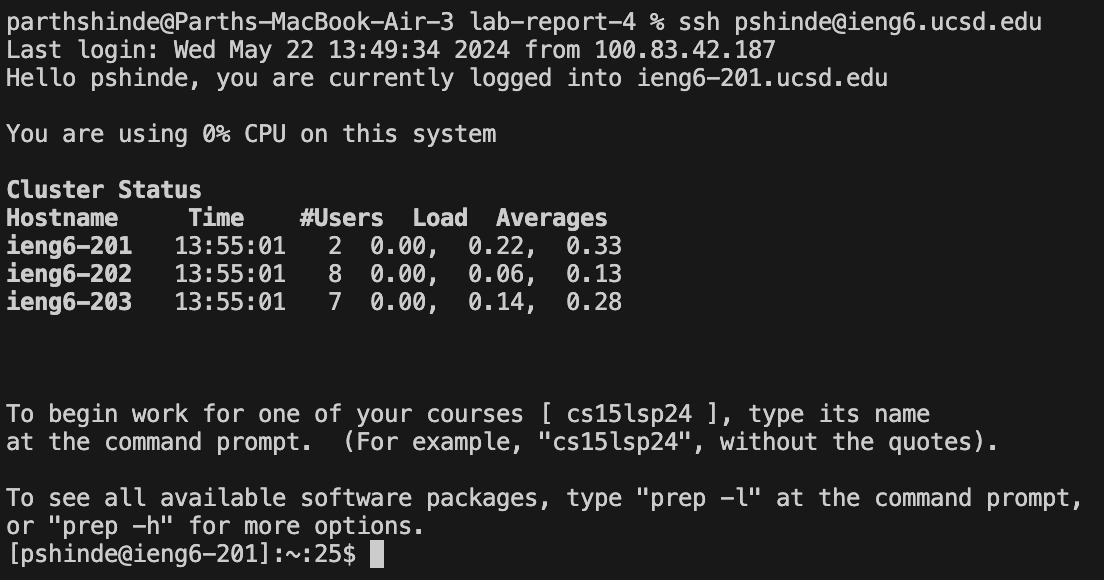 parthshinde@Parths-MacBook-Air-3 lab-report-4 % ssh pshinde@ieng6.ucsd.edu
Last login: Wed May 22 13:49:34 2024 from 100.83.42.187
Hello pshinde, you are currently logged into ieng6-201.ucsd.edu
You are using 0% CPU on this system
Cluster Status
Hostname     Time    #Users  Load  Averages
ieng6-201   13:55:01   2  0.00,  0.22,  0.33
ieng6-202   13:55:01   8  0.00,  0.06,  0.13
ieng6-203   13:55:01   7  0.00,  0.14,  0.28
To begin work for one of your courses [ cs15lsp24 ], type its name
at the command prompt.  (For example, "cs15lsp24", without the quotes).
To see all available software packages, type "prep -l" at the command prompt,
or "prep -h" for more options.
[pshinde@ieng6-201]:~:25$